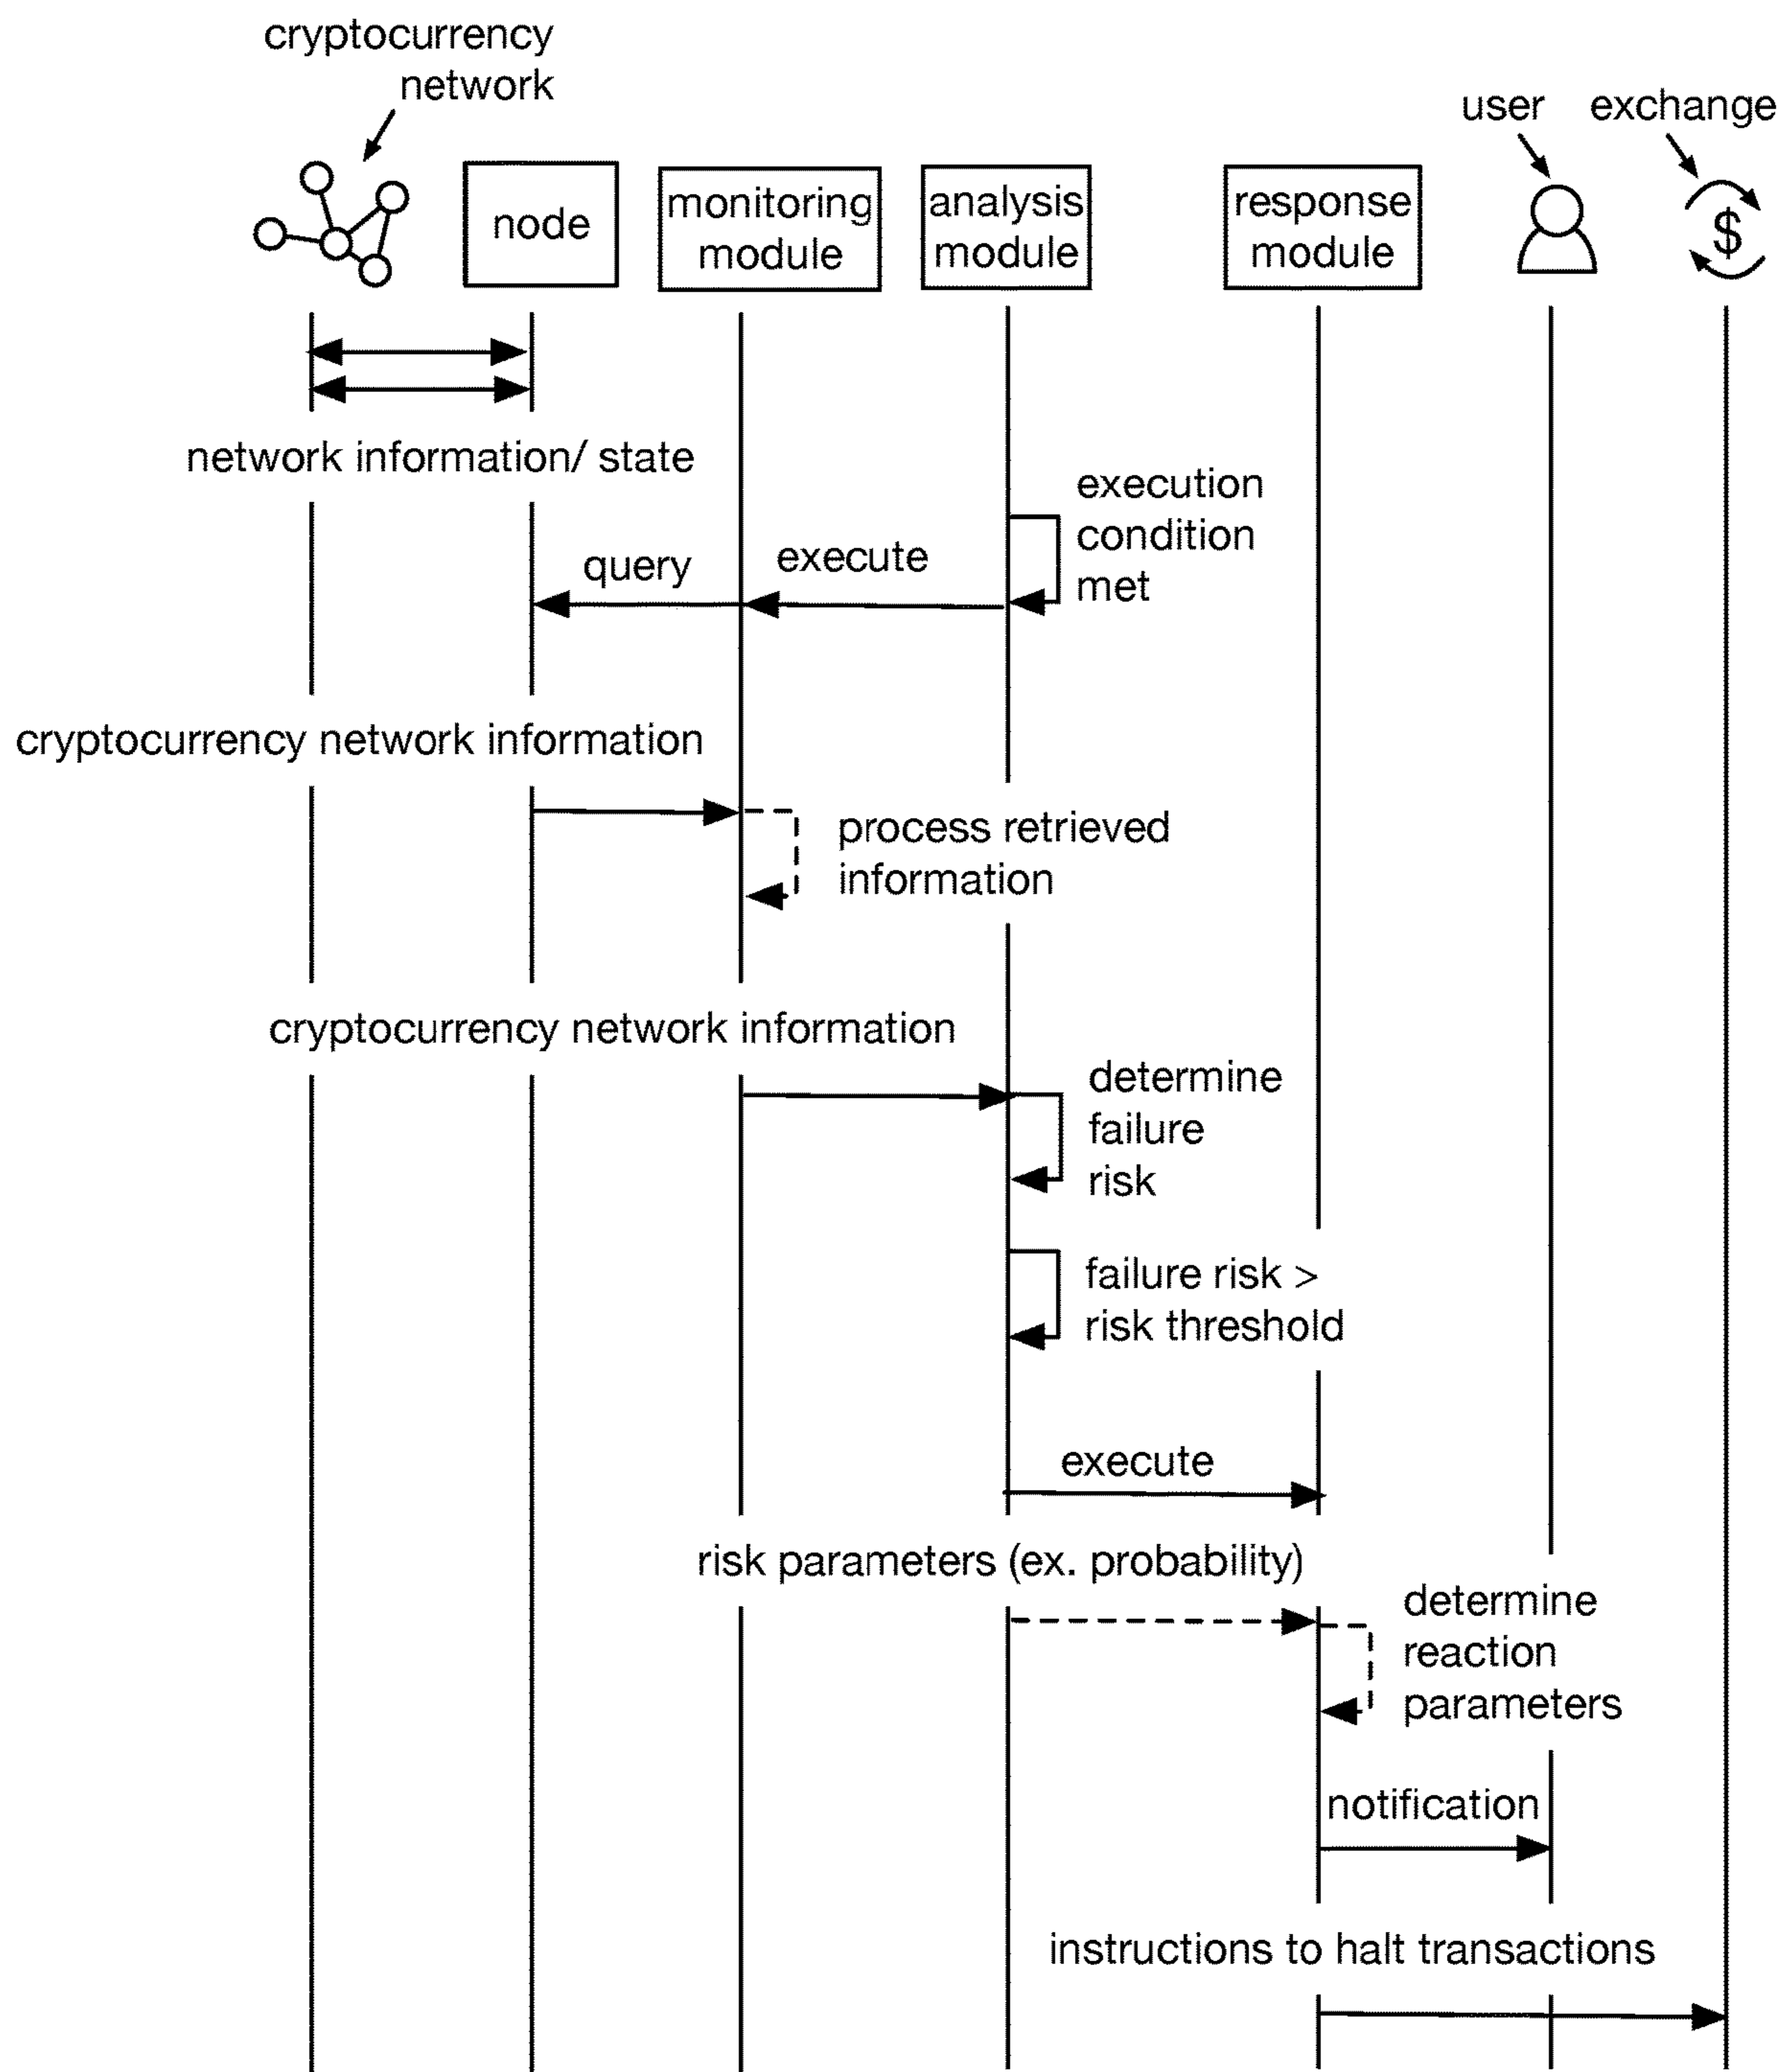 cryptocurrency
network
user
exchange
node
monitoring
module
analysis
module
response
module
$
network information/ state
execution
condition
met
query
execute
cryptocurrency network information
process retrieved
information
cryptocurrency network information
determine
failure
risk
failure risk >
risk threshold
execute
risk parameters (ex. probability)
determine
reaction
parameters
notification
instructions to halt transactions